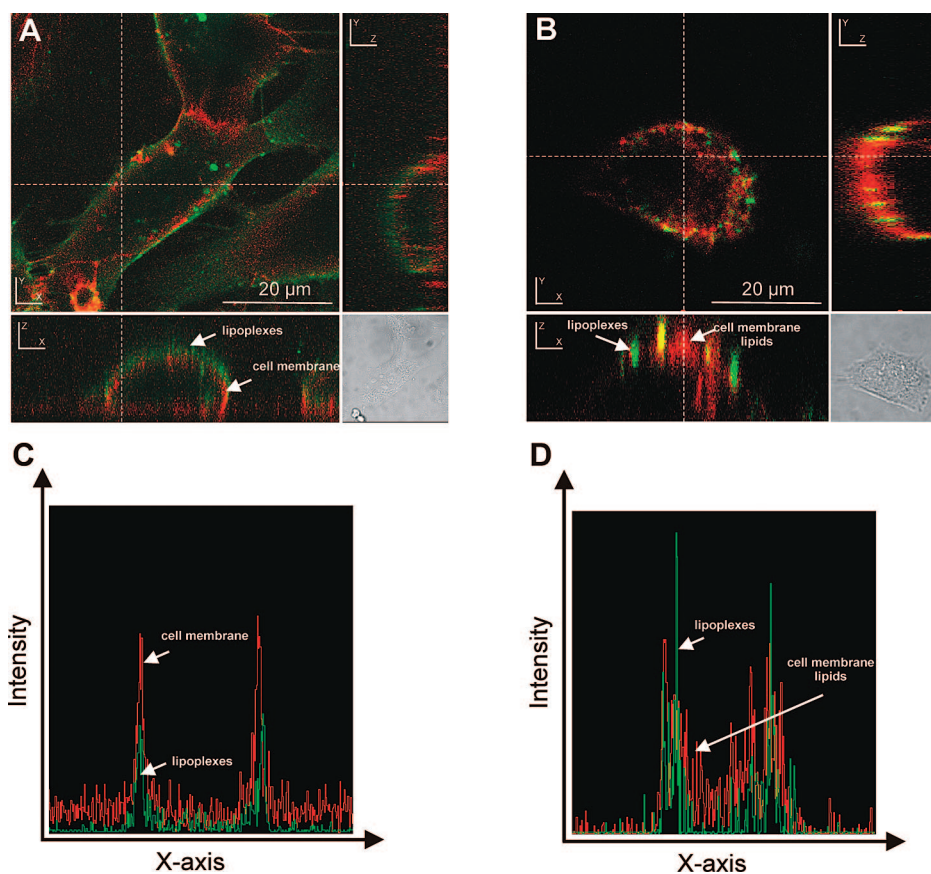 A
Y
Z
20 µm
Y
X
Z
X
lipoplexes
cell membrane
B
Y
Z
20 µm
Y
X
Z
X
lipoplexes
cell membrane
lipids
C
Intensity
cell membrane
lipoplexes
X-axis
D
Intensity
lipoplexes
cell membrane
lipids
X-axis